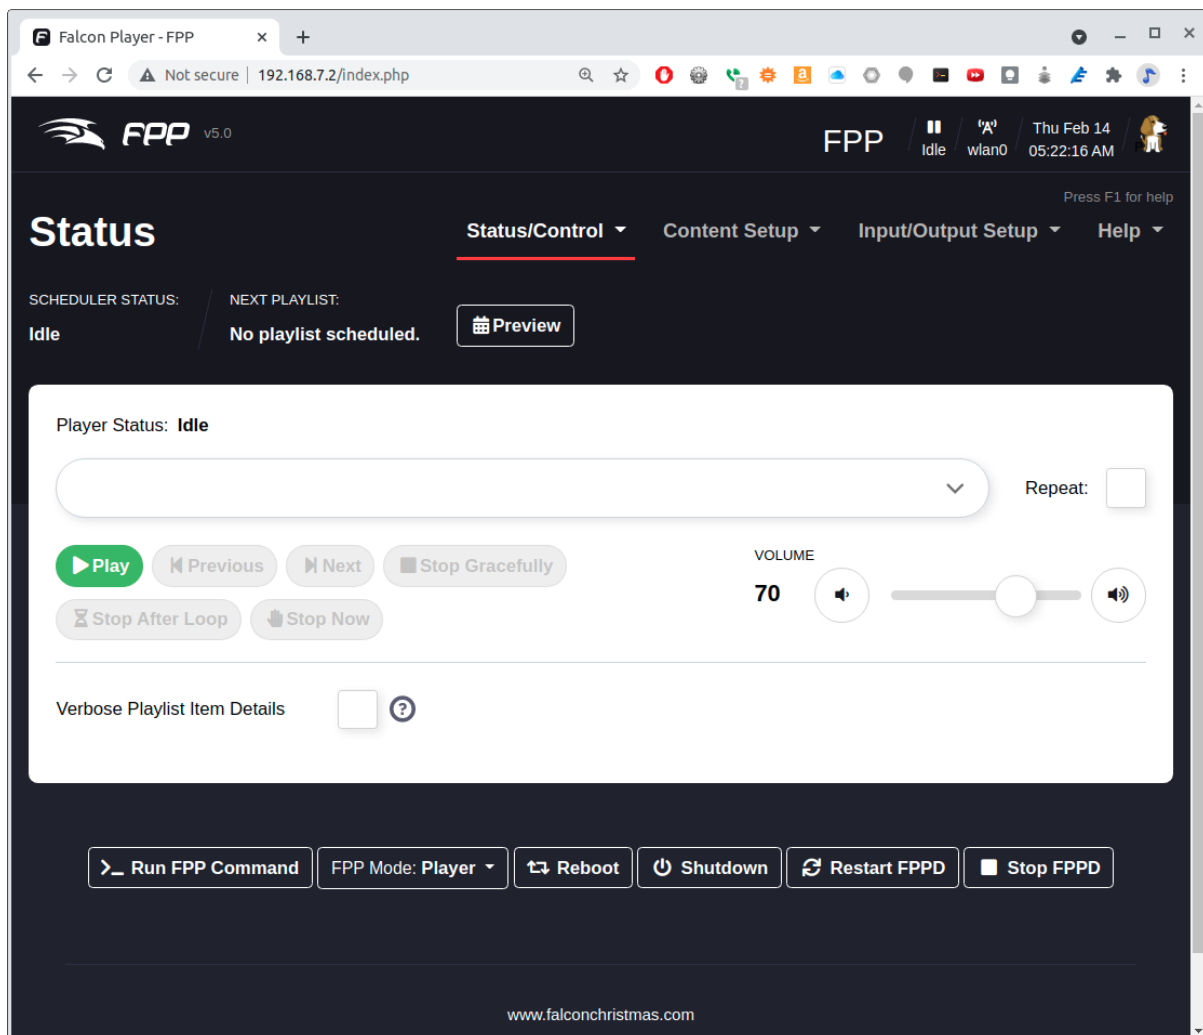 Falcon Player - FPP
Not secure | 192.168.7.2/index.php
FPP v5.0
FPP
Idle
wlan0
Thu Feb 14
05:22:16 AM
Press F1 for help
Status
Status/Control
Content Setup
Input/Output Setup
Help
SCHEDULER STATUS:
Idle
NEXT PLAYLIST:
No playlist scheduled.
Preview
Player Status: Idle
Repeat:
Play
Previous
Next
Stop Gracefully
Stop After Loop
Stop Now
VOLUME
70
Verbose Playlist Item Details
Run FPP Command
FPP Mode: Player
Reboot
Shutdown
Restart FPPD
Stop FPPD
www.falconchristmas.com